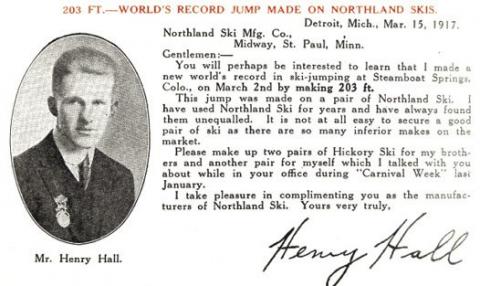 203 FT.—WORLD'S RECORD JUMP MADE ON NORTHLAND SKIS.
Detroit, Mich., Mar. 15, 1917.
Northland Ski Mfg. Co.,
Midway, St. Paul, Minn.
Gentlemen:—
You will perhaps be interested to learn that I made a
new world's record in ski-jumping at Steamboat Springs,
Colo., on March 2nd by making 203 ft.
This jump was made on a pair of Northland Ski. I
have used Northland Ski for years and have always found
them unequalled. It is not at all easy to secure a good
pair of ski as there are so many inferior makes on the
market.
Please make up two pairs of Hickory Ski for my broth-
ers and another pair for myself which I talked with you
about while in your office during "Carnival Week" last
January.
I take pleasure in complimenting you as the manufac-
turers of Northland Ski. Yours very truly,
Henry Hall
Mr. Henry Hall.